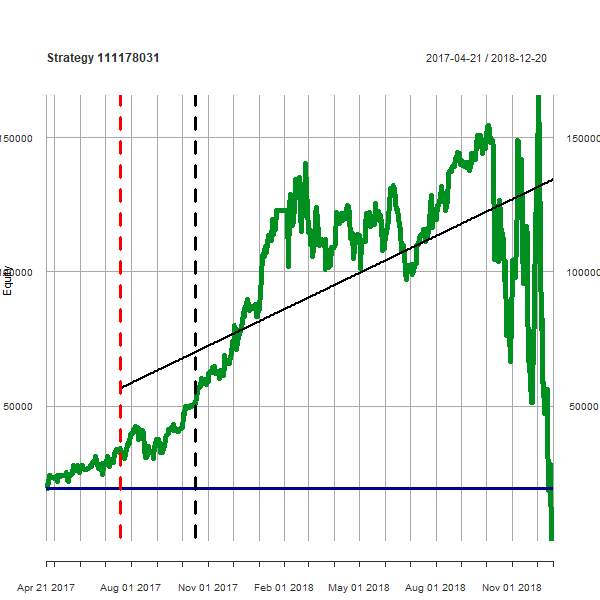 Strategy 111178031
2017-04-21 / 2018-12-20
150000
150000
100000
100000
Equity
50000
50000
Apr 21 2017
Aug 01 2017
Nov 01 2017
Feb 01 2018
May 01 2018
Aug 01 2018
Nov 01 2018